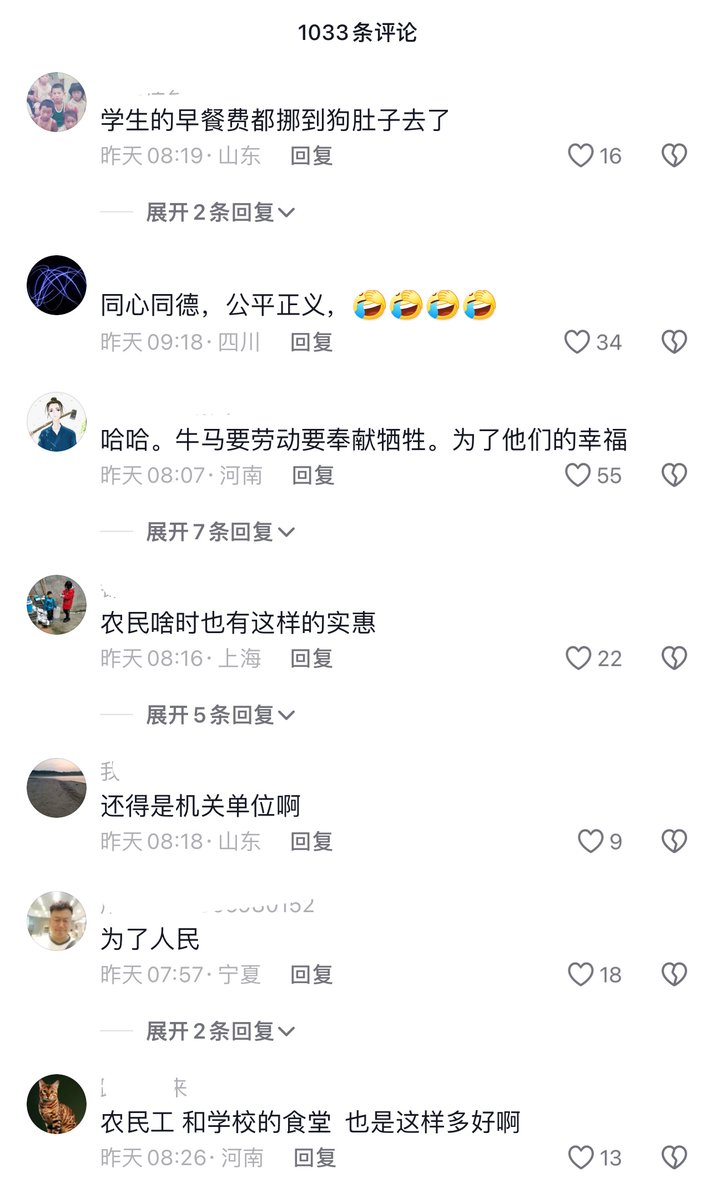 1033条评论
学生的早餐费都挪到狗肚子去了
昨天 08:19 · 山东 回复 16
展开 2 条回复
同心同德，公平正义，🤣🤣🤣🤣
昨天 09:18 · 四川 回复 34
哈哈。牛马要劳动要奉献牺牲。为了他们的幸福
昨天 08:07 · 河南 回复 55
展开 7 条回复
农民啥时也有这样的实惠
昨天 08:16 · 上海 回复 22
展开 5 条回复
我
还得是机关单位啊
昨天 08:18 · 山东 回复 9
为了人民
昨天 07:57 · 宁夏 回复 18
展开 2 条回复
来
农民工 和学校的食堂 也是这样多好啊
昨天 08:26 · 河南 回复 13